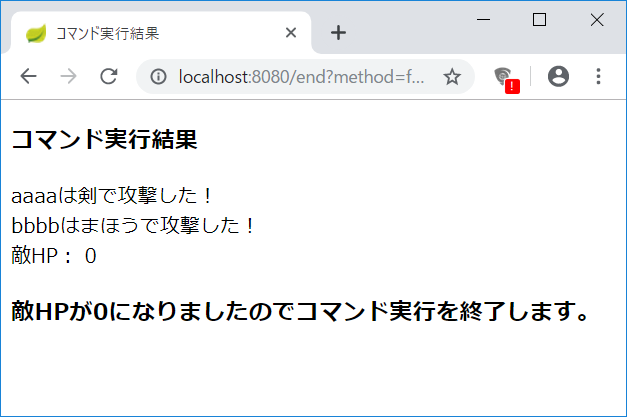 コマンド実行結果
localhost:8080/end?method=f...
コマンド実行結果
aaaaは剣で攻撃した！
bbbbはまほうで攻撃した！
敵HP： 0
敵HPが0になりましたのでコマンド実行を終了します。